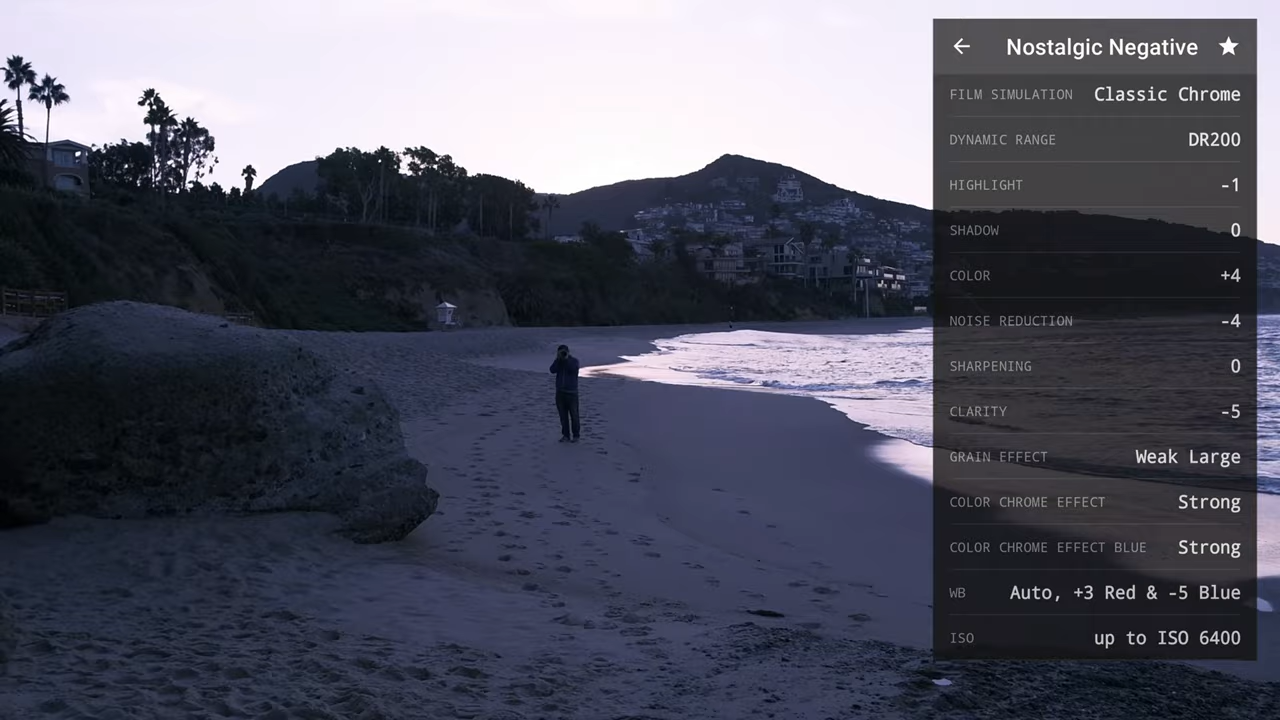 Nostalgic Negative
FILM SIMULATION Classic Chrome
DYNAMIC RANGE DR200
HIGHLIGHT -1
SHADOW 0
COLOR +4
NOISE REDUCTION -4
SHARPENING 0
CLARITY -5
GRAIN EFFECT Weak Large
COLOR CHROME EFFECT Strong
COLOR CHROME EFFECT BLUE Strong
WB Auto, +3 Red & -5 Blue
ISO up to ISO 6400